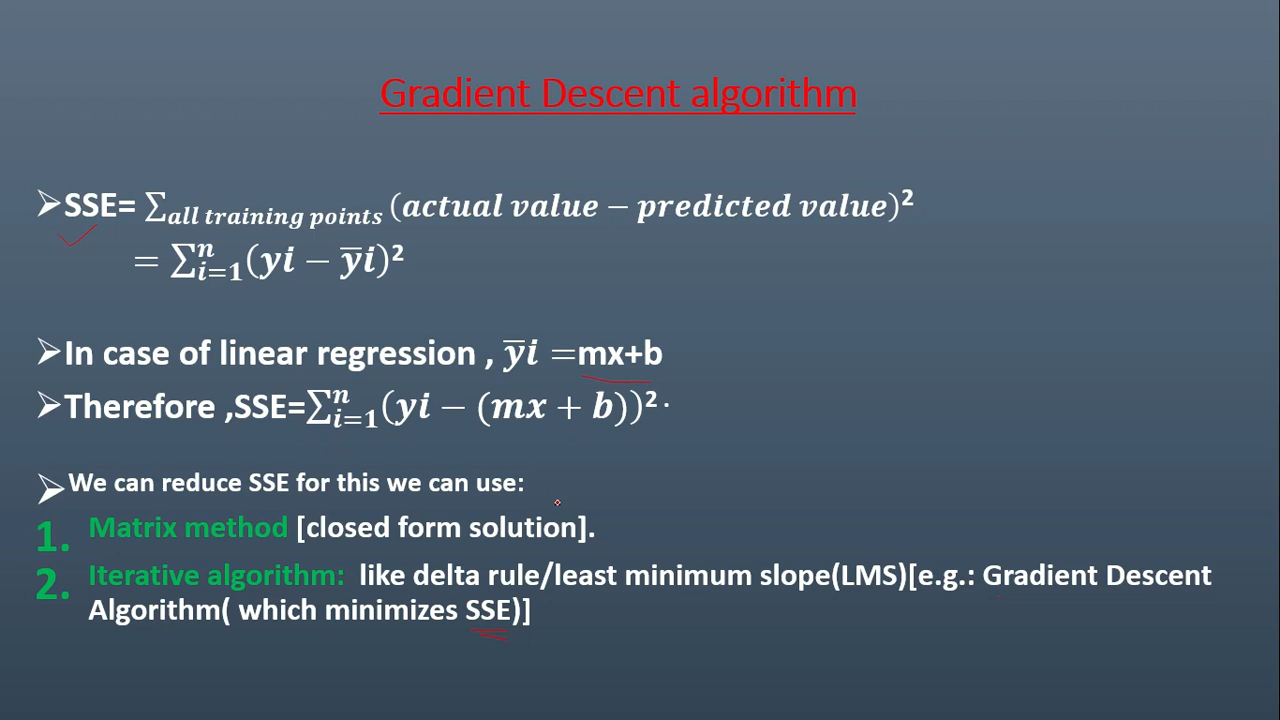 Gradient Descent algorithm
➢SSE= ∑all training points (actual value − predicted value)²
= ∑ⁿᵢ₌₁(yi − y̅i)²
➢In case of linear regression , y̅i =mx+b
➢Therefore ,SSE=∑ⁿᵢ₌₁(yi − (mx + b))² ·
➢We can reduce SSE for this we can use:
1. Matrix method [closed form solution].
2. Iterative algorithm: like delta rule/least minimum slope(LMS)[e.g.: Gradient Descent
Algorithm( which minimizes SSE)]